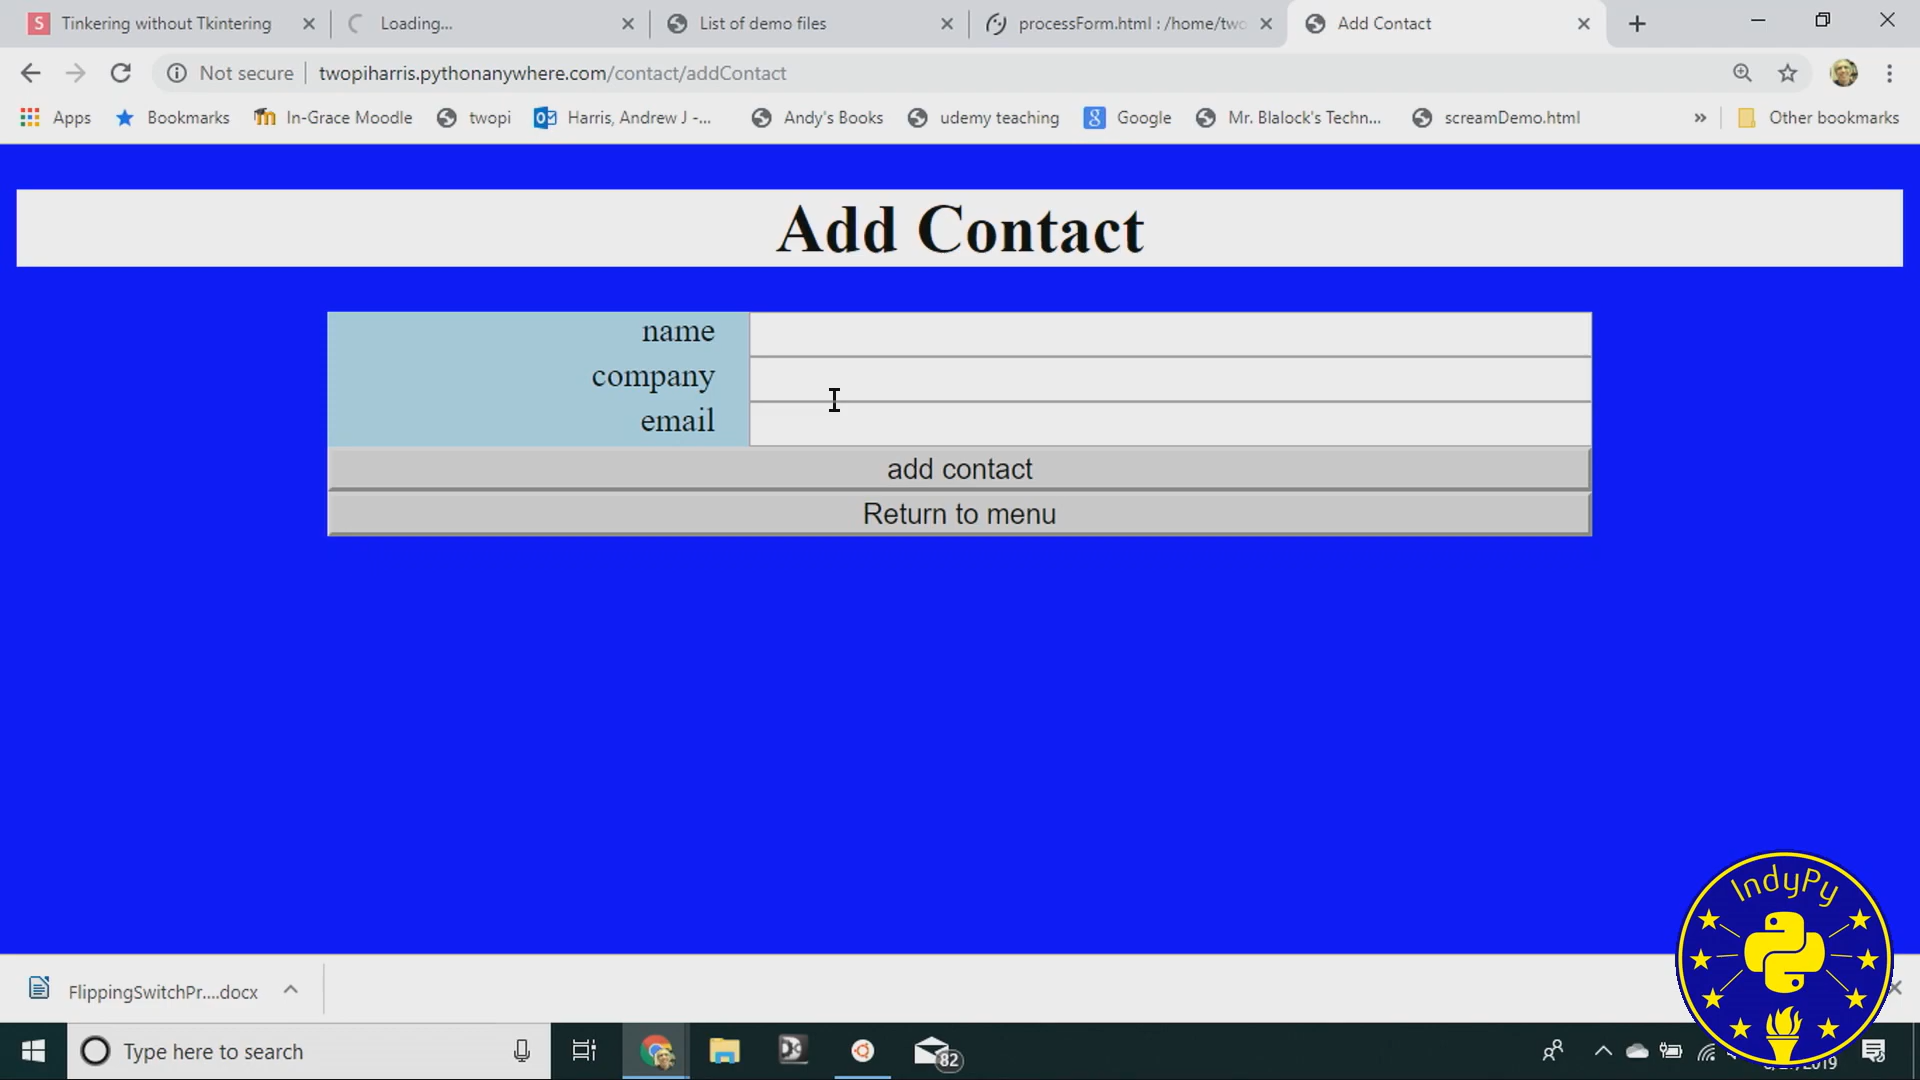 Tinkering without Tkintering
Loading...
List of demo files
processForm.html : /home/two
Add Contact
Not secure
twopiharris.pythonanywhere.com/contact/addContact
Apps
Bookmarks
In-Grace Moodle
twopi
Harris, Andrew J -...
Andy's Books
udemy teaching
Google
Mr. Blalock's Techn...
screamDemo.html
»
Other bookmarks
Add Contact
name
company
email
add contact
Return to menu
IndyPy
FlippingSwitchPr....docx
Type here to search
82